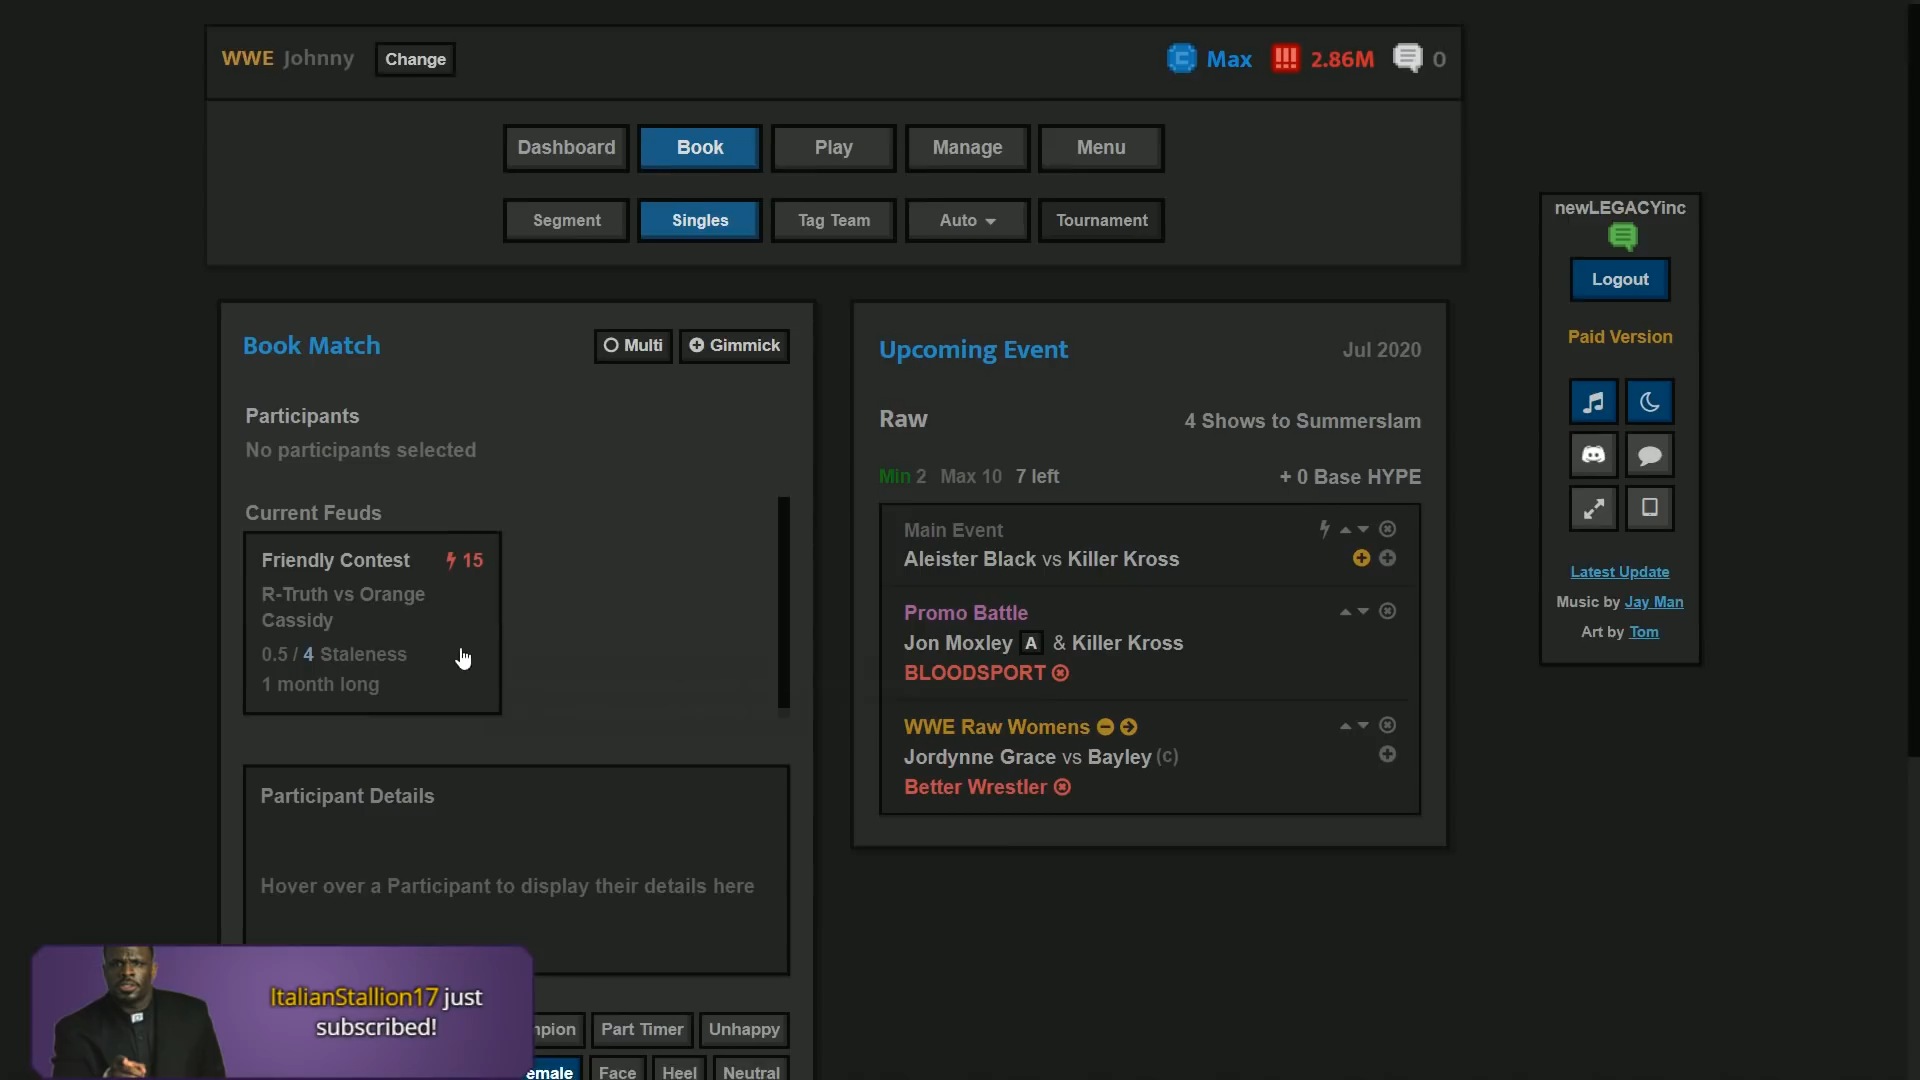 WWE Johnny Change
Max 2.86M 0
Dashboard Book Play Manage Menu
Segment Singles Tag Team Auto Tournament
newLEGACYinc
Logout
Paid Version
Latest Update
Music by Jay Man
Art by Tom
Book Match Multi Gimmick
Participants
No participants selected
Current Feuds
Friendly Contest 15
R-Truth vs Orange
Cassidy
0.5 / 4 Staleness
1 month long
Participant Details
Hover over a Participant to display their details here
mpion Part Timer Unhappy
emale Face Heel Neutral
Upcoming Event Jul 2020
Raw 4 Shows to Summerslam
Min 2 Max 10 7 left + 0 Base HYPE
Main Event
Aleister Black vs Killer Kross
Promo Battle
Jon Moxley A & Killer Kross
BLOODSPORT
WWE Raw Womens
Jordynne Grace vs Bayley (c)
Better Wrestler
ItalianStallion17 just
subscribed!